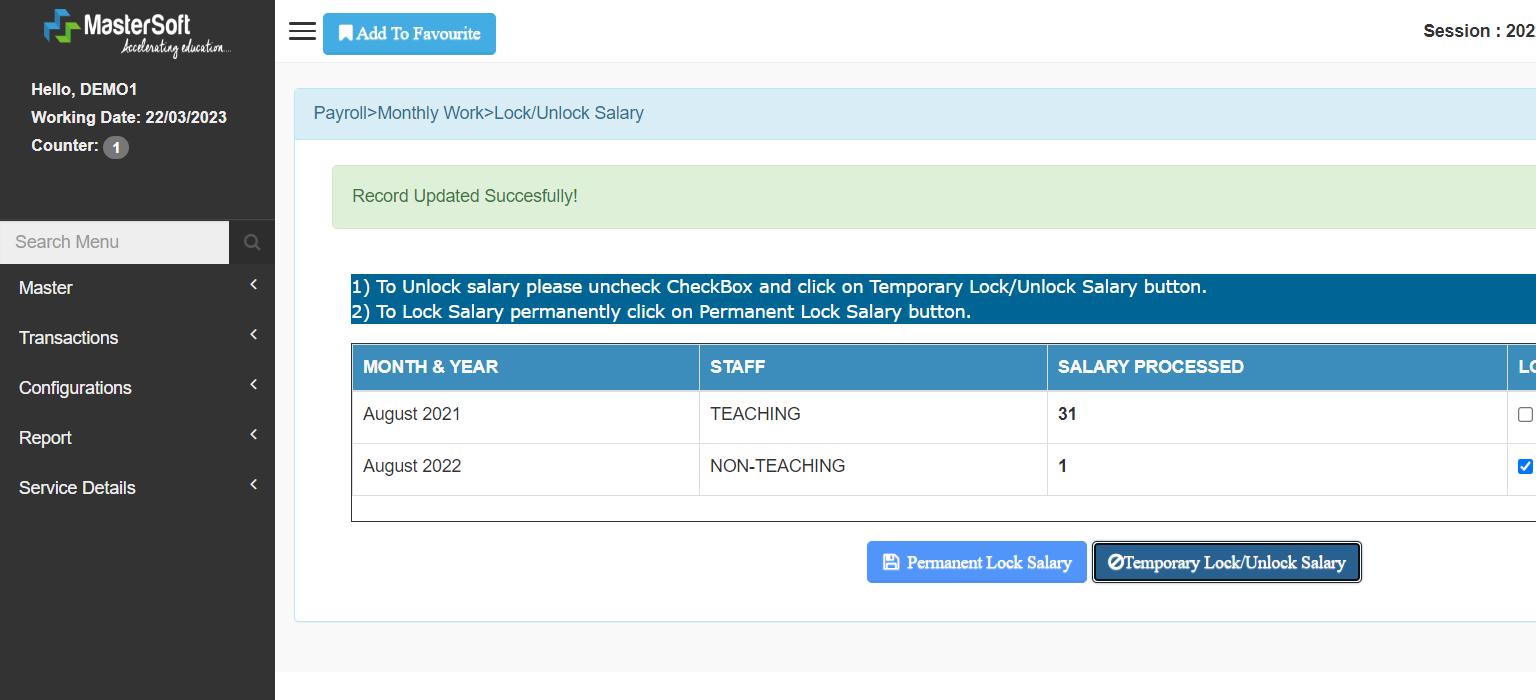 MasterSoft
Accelerating education....
Hello, DEMO1
Working Date: 22/03/2023
Counter: 1
Search Menu
Master
Transactions
Configurations
Report
Service Details
Add To Favourite
Session : 202
Payroll>Monthly Work>Lock/Unlock Salary
Record Updated Succesfully!
1) To Unlock salary please uncheck CheckBox and click on Temporary Lock/Unlock Salary button.
2) To Lock Salary permanently click on Permanent Lock Salary button.
MONTH & YEAR STAFF SALARY PROCESSED LO
August 2021 TEACHING 31
August 2022 NON-TEACHING 1
Permanent Lock Salary Temporary Lock/Unlock Salary